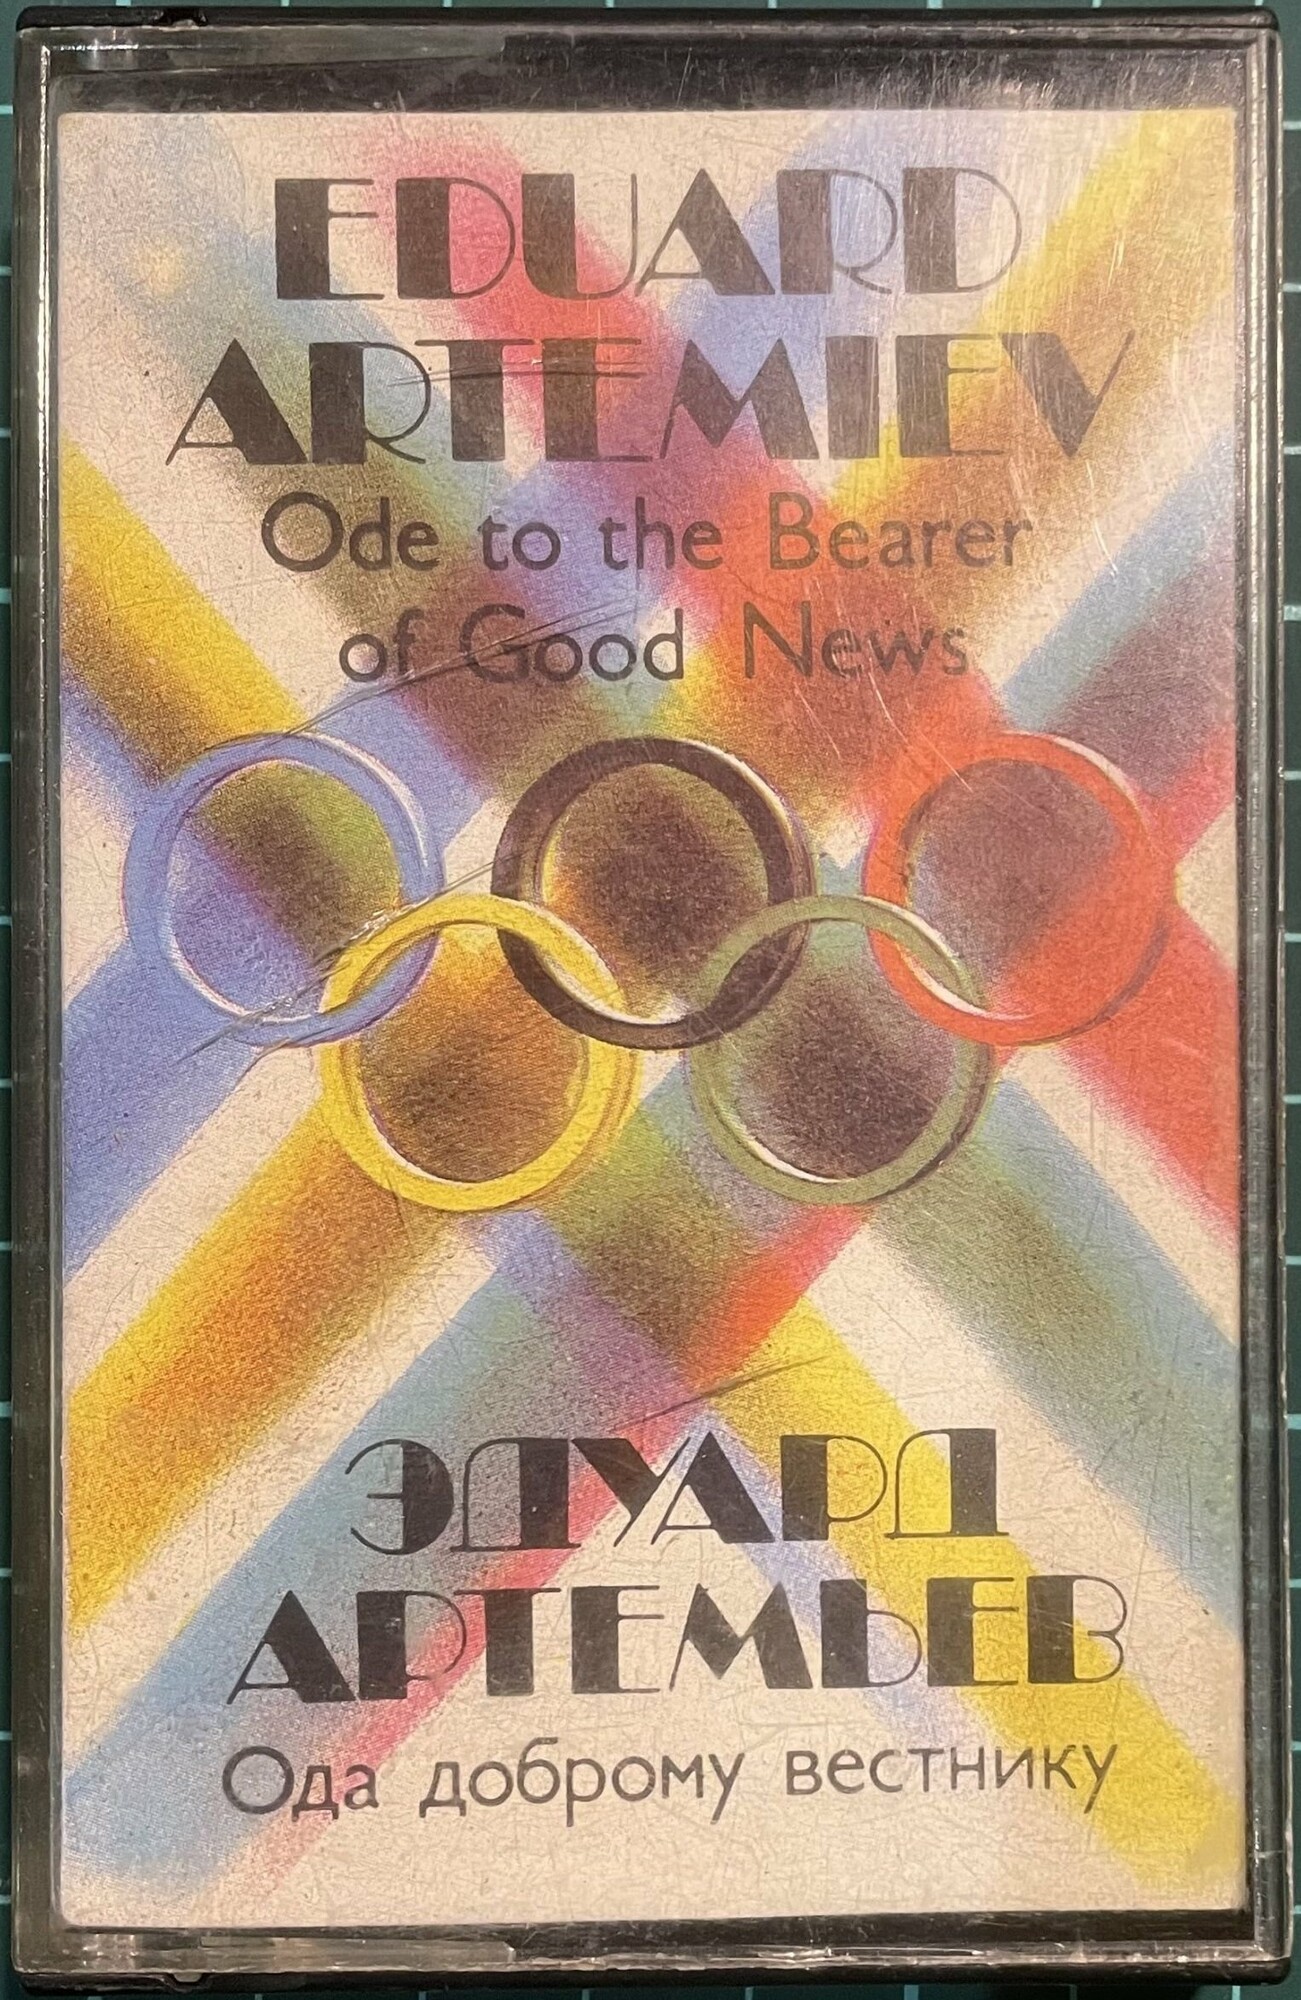 EDUARD
ARTEMIEV
Ode to the Bearer
of Good News
ЭДУАРД
АРТЕМЬЕВ
Ода доброму вестнику